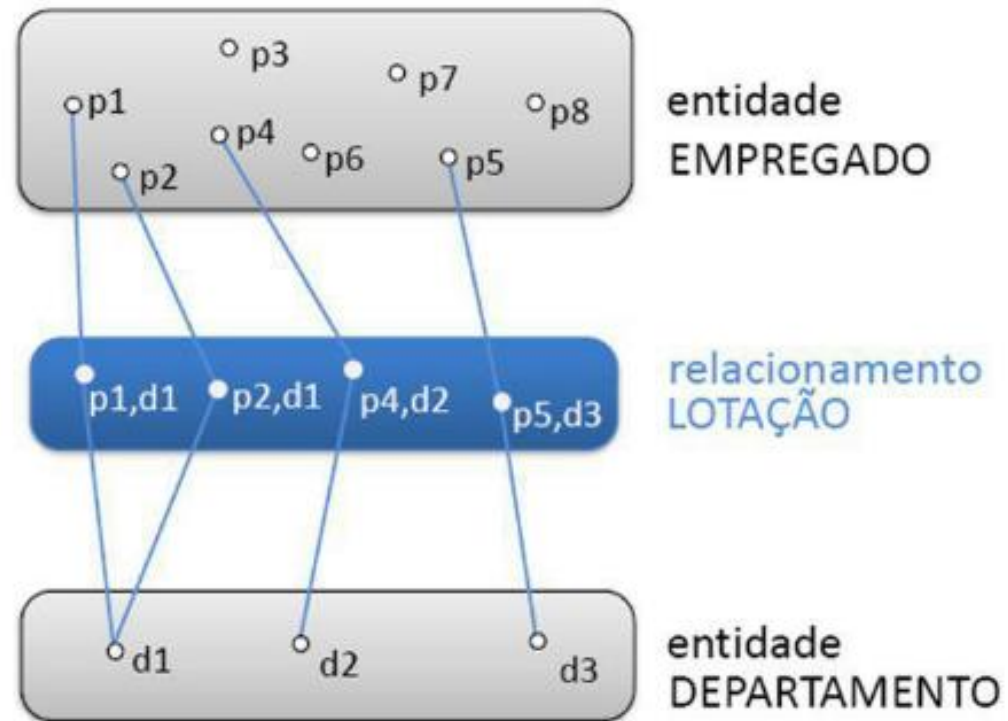 p3
p7
p1
p8
p4
p6
p5
p2
entidade
EMPREGADO
p1,d1
p2,d1
p4,d2
p5,d3
relacionamento
LOTAÇÃO
d1
d2
d3
entidade
DEPARTAMENTO